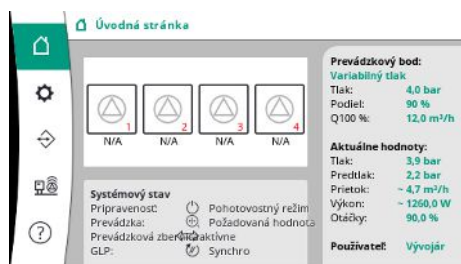 Úvodná stránka
1
2
3
4
N/A
N/A
N/A
N/A
Systémový stav
Pripravenosť: Pohotovostný režim
Prevádzka: Požadovaná hodnota
Prevádzková
GLP: Synchro
Prevádzkový bod:
Variabilný tlak
Tlak: 4,0 bar
Podiel: 90 %
Q100 %: 12,0 m³/h
Aktuálne hodnoty:
Tlak: 3,9 bar
Predtlak: 2,2 bar
Prietok: ~ 4,7 m³/h
Výkon: ~ 1260,0 W
Otáčky: 90,0 %
Používateľ: Vývojár